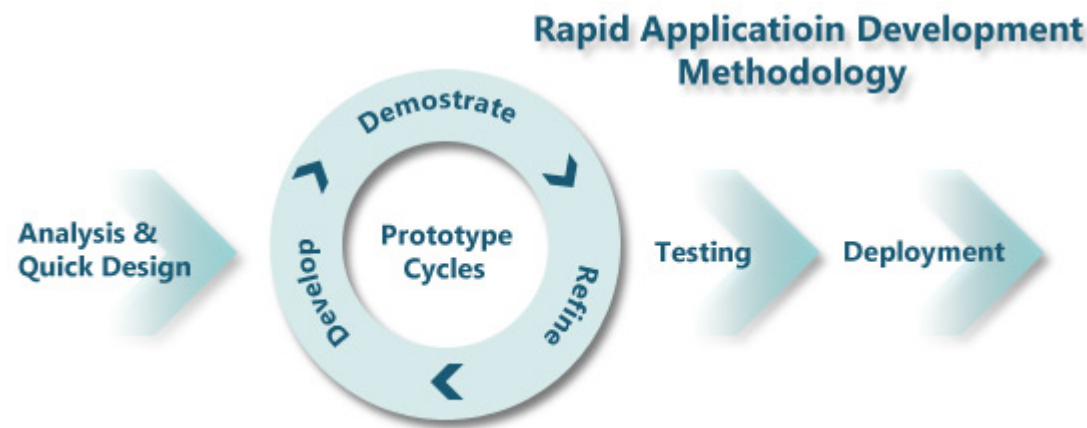 Rapid Applicatioin Development
Methodology
Analysis &
Quick Design
Demostrate
Develop
Refine
Prototype
Cycles
Testing
Deployment